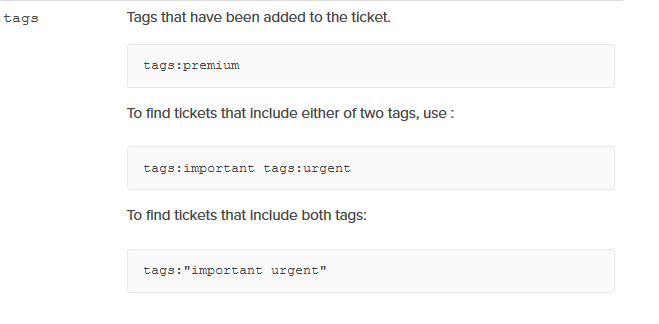 tags
Tags that have been added to the ticket.
tags:premium
To find tickets that include either of two tags, use :
tags:important tags:urgent
To find tickets that include both tags:
tags:"important urgent"